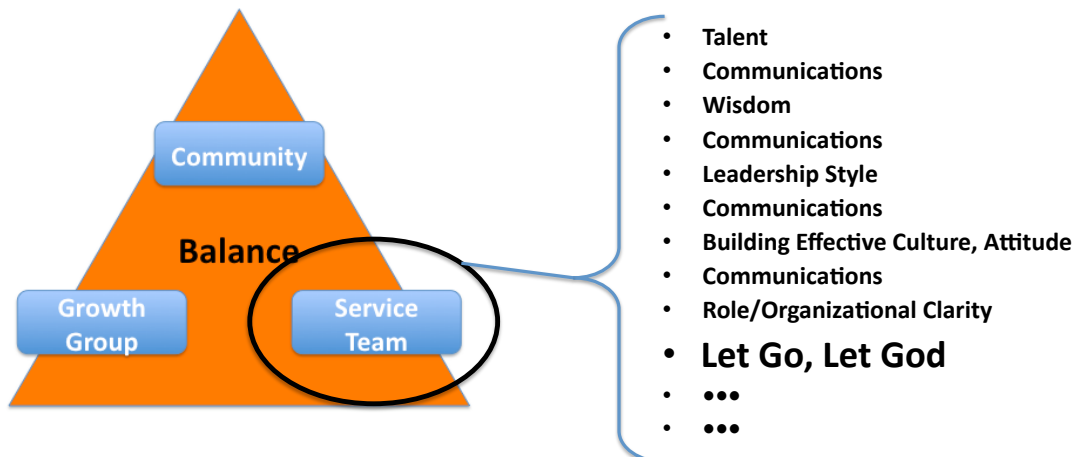 Community
Balance
Growth
Group
Service
Team
• Talent
• Communications
• Wisdom
• Communications
• Leadership Style
• Communications
• Building Effective Culture, Attitude
• Communications
• Role/Organizational Clarity
• Let Go, Let God
• •••
• •••